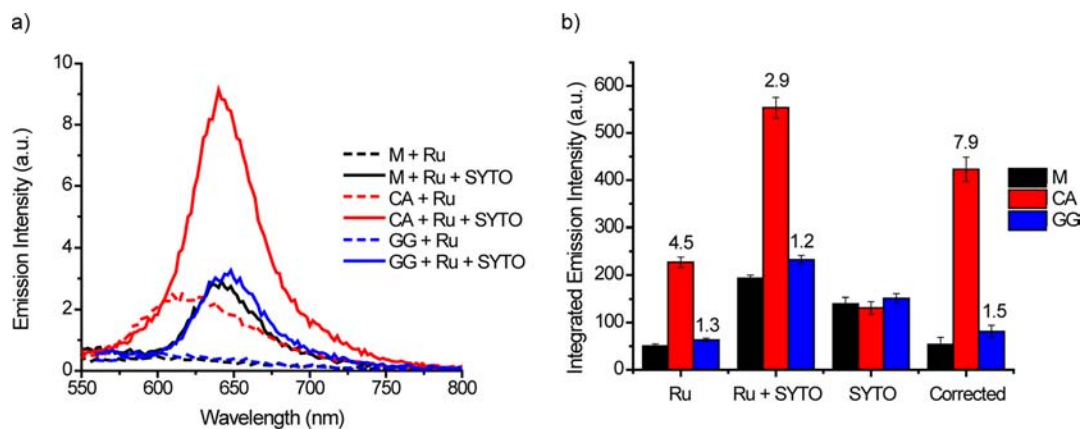 a)
10
8
6
4
2
0
550
600
650
700
750
800
Emission Intensity (a.u.)
Wavelength (nm)
M + Ru
M + Ru + SYTO
CA + Ru
CA + Ru + SYTO
GG + Ru
GG + Ru + SYTO
b)
600
500
400
300
200
100
0
Integrated Emission Intensity (a.u.)
4.5
1.3
2.9
1.2
7.9
1.5
Ru
Ru + SYTO
SYTO
Corrected
M
CA
GG